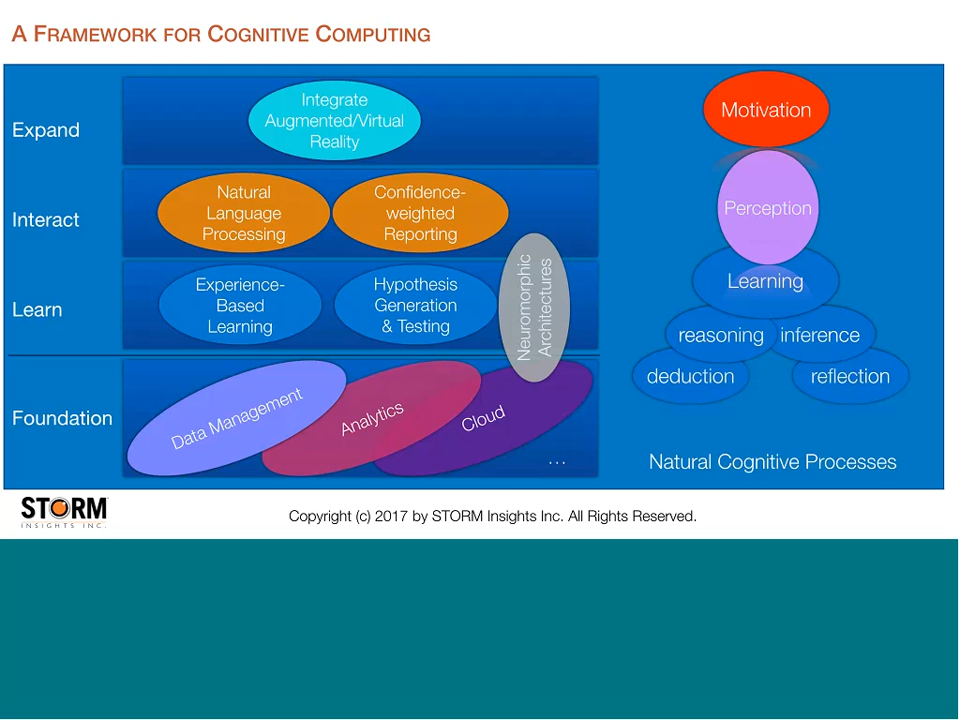 A FRAMEWORK FOR COGNITIVE COMPUTING
Expand
Integrate
Augmented/Virtual
Reality
Interact
Natural
Language
Processing
Confidence-
weighted
Reporting
Learn
Experience-
Based
Learning
Hypothesis
Generation
& Testing
Neuromorphic
Architectures
Foundation
Data Management
Analytics
Cloud
...
Motivation
Perception
Learning
reasoning
inference
deduction
reflection
Natural Cognitive Processes
STORM
INSIGHTS INC.
Copyright (c) 2017 by STORM Insights Inc. All Rights Reserved.